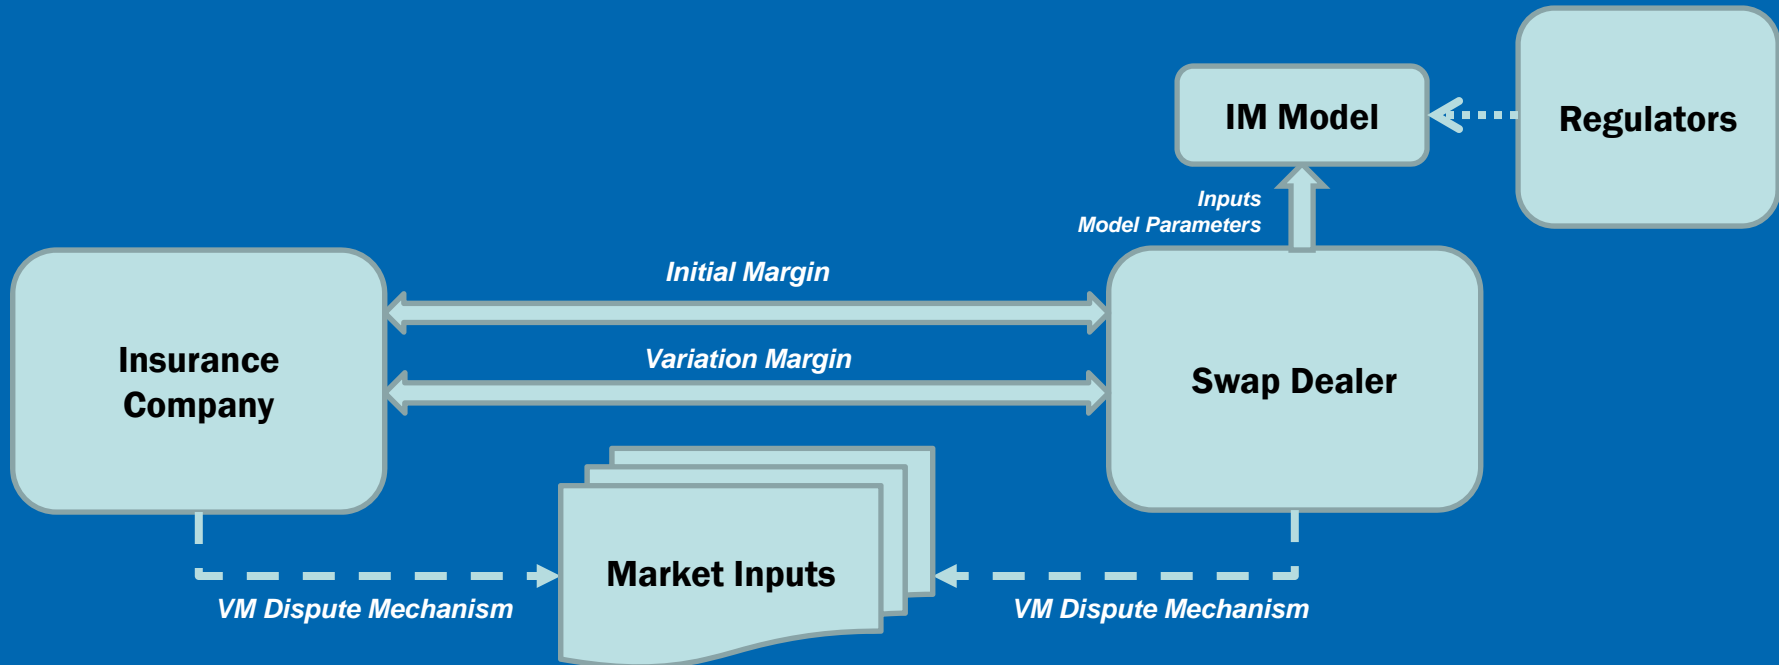 IM Model
Regulators
Inputs
Model Parameters
Initial Margin
Insurance
Company
Variation Margin
Swap Dealer
Market Inputs
VM Dispute Mechanism
VM Dispute Mechanism